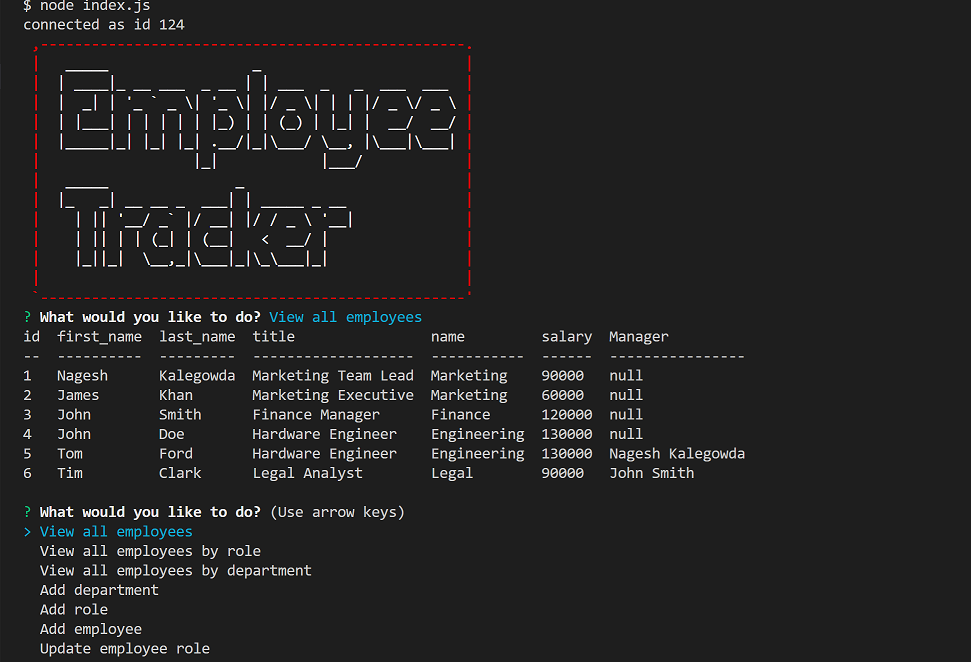 $ node index.js
connected as id 124
Employee
Tracker
? What would you like to do? View all employees
id  first_name  last_name  title                name         salary  Manager
--  ----------  ---------  -------------------  -----------  ------  ----------------
1   Nagesh      Kalegowda  Marketing Team Lead  Marketing    90000   null
2   James       Khan       Marketing Executive  Marketing    60000   null
3   John        Smith      Finance Manager      Finance      120000  null
4   John        Doe        Hardware Engineer    Engineering  130000  null
5   Tom         Ford       Hardware Engineer    Engineering  130000  Nagesh Kalegowda
6   Tim         Clark      Legal Analyst        Legal        90000   John Smith
? What would you like to do? (Use arrow keys)
> View all employees
View all employees by role
View all employees by department
Add department
Add role
Add employee
Update employee role